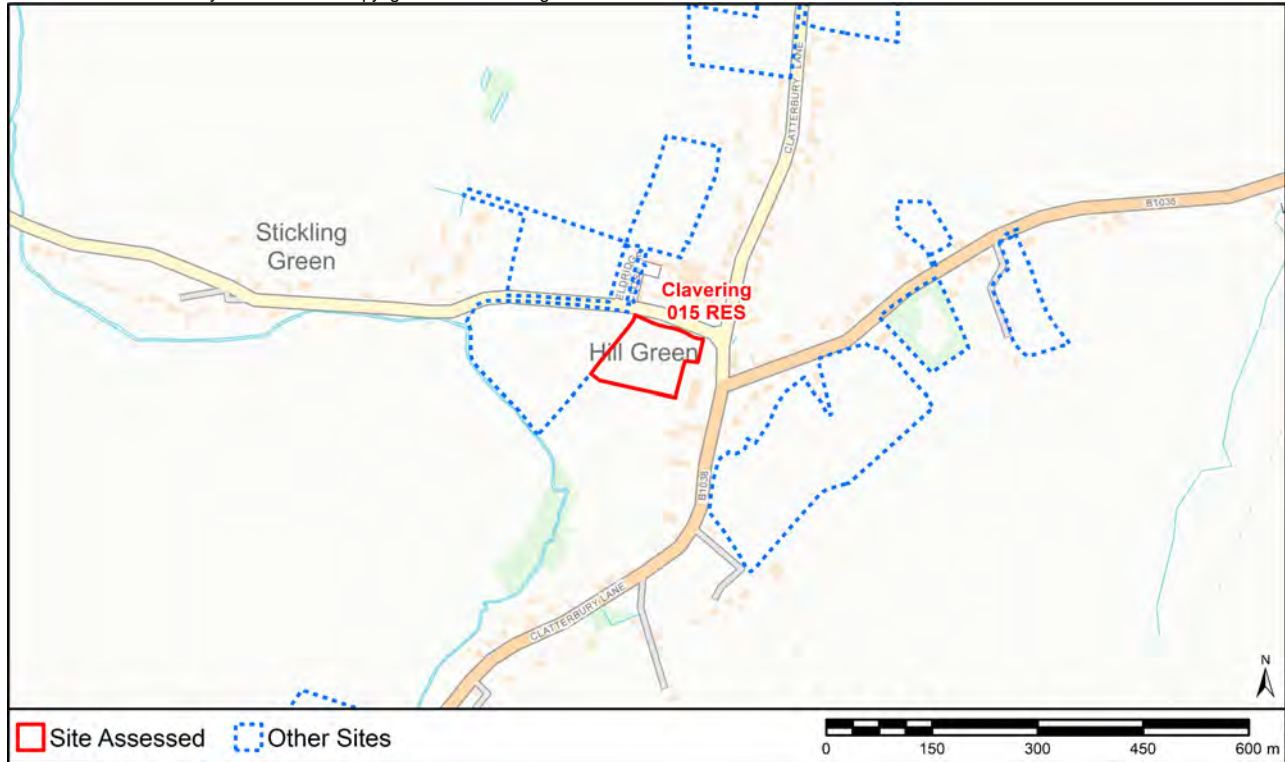 CLATTERBURY LANE
B1038
Stickling
Green
ELDRIDG
Clavering
015 RES
Hill Green
B1038
CLATTERBURY LANE
N
Site Assessed
Other Sites
0 150 300 450 600 m